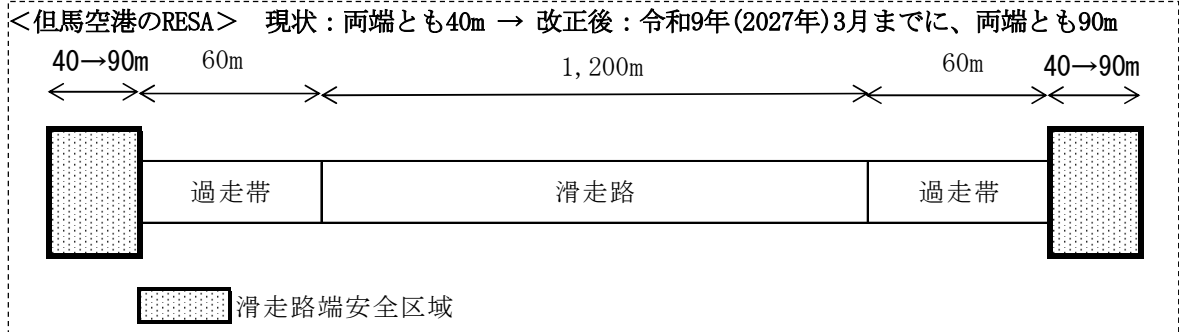 ＜但馬空港のRESA＞　現状：両端とも40m → 改正後：令和9年(2027年)3月までに、両端とも90m
40→90m 60m 1,200m 60m 40→90m
過走帯 滑走路 過走帯
滑走路端安全区域